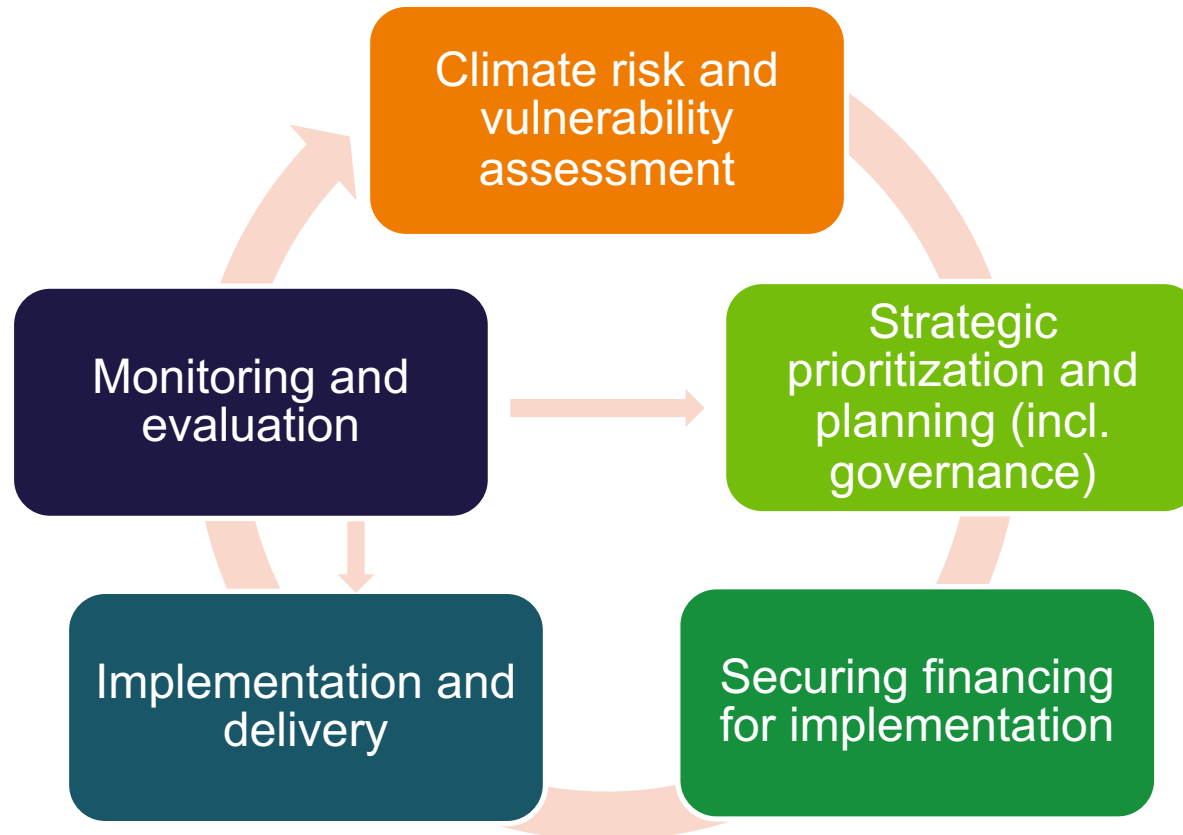 Climate risk and
vulnerability
assessment
Strategic
prioritization and
planning (incl.
governance)
Securing financing
for implementation
Implementation and
delivery
Monitoring and
evaluation